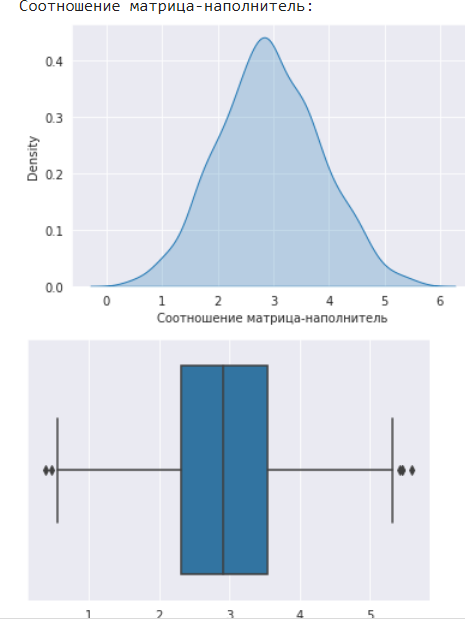 Соотношение матрица-наполнитель:
0.4
0.3
0.2
0.1
0.0
Density
0 1 2 3 4 5 6
Соотношение матрица-наполнитель
1 2 3 4 5